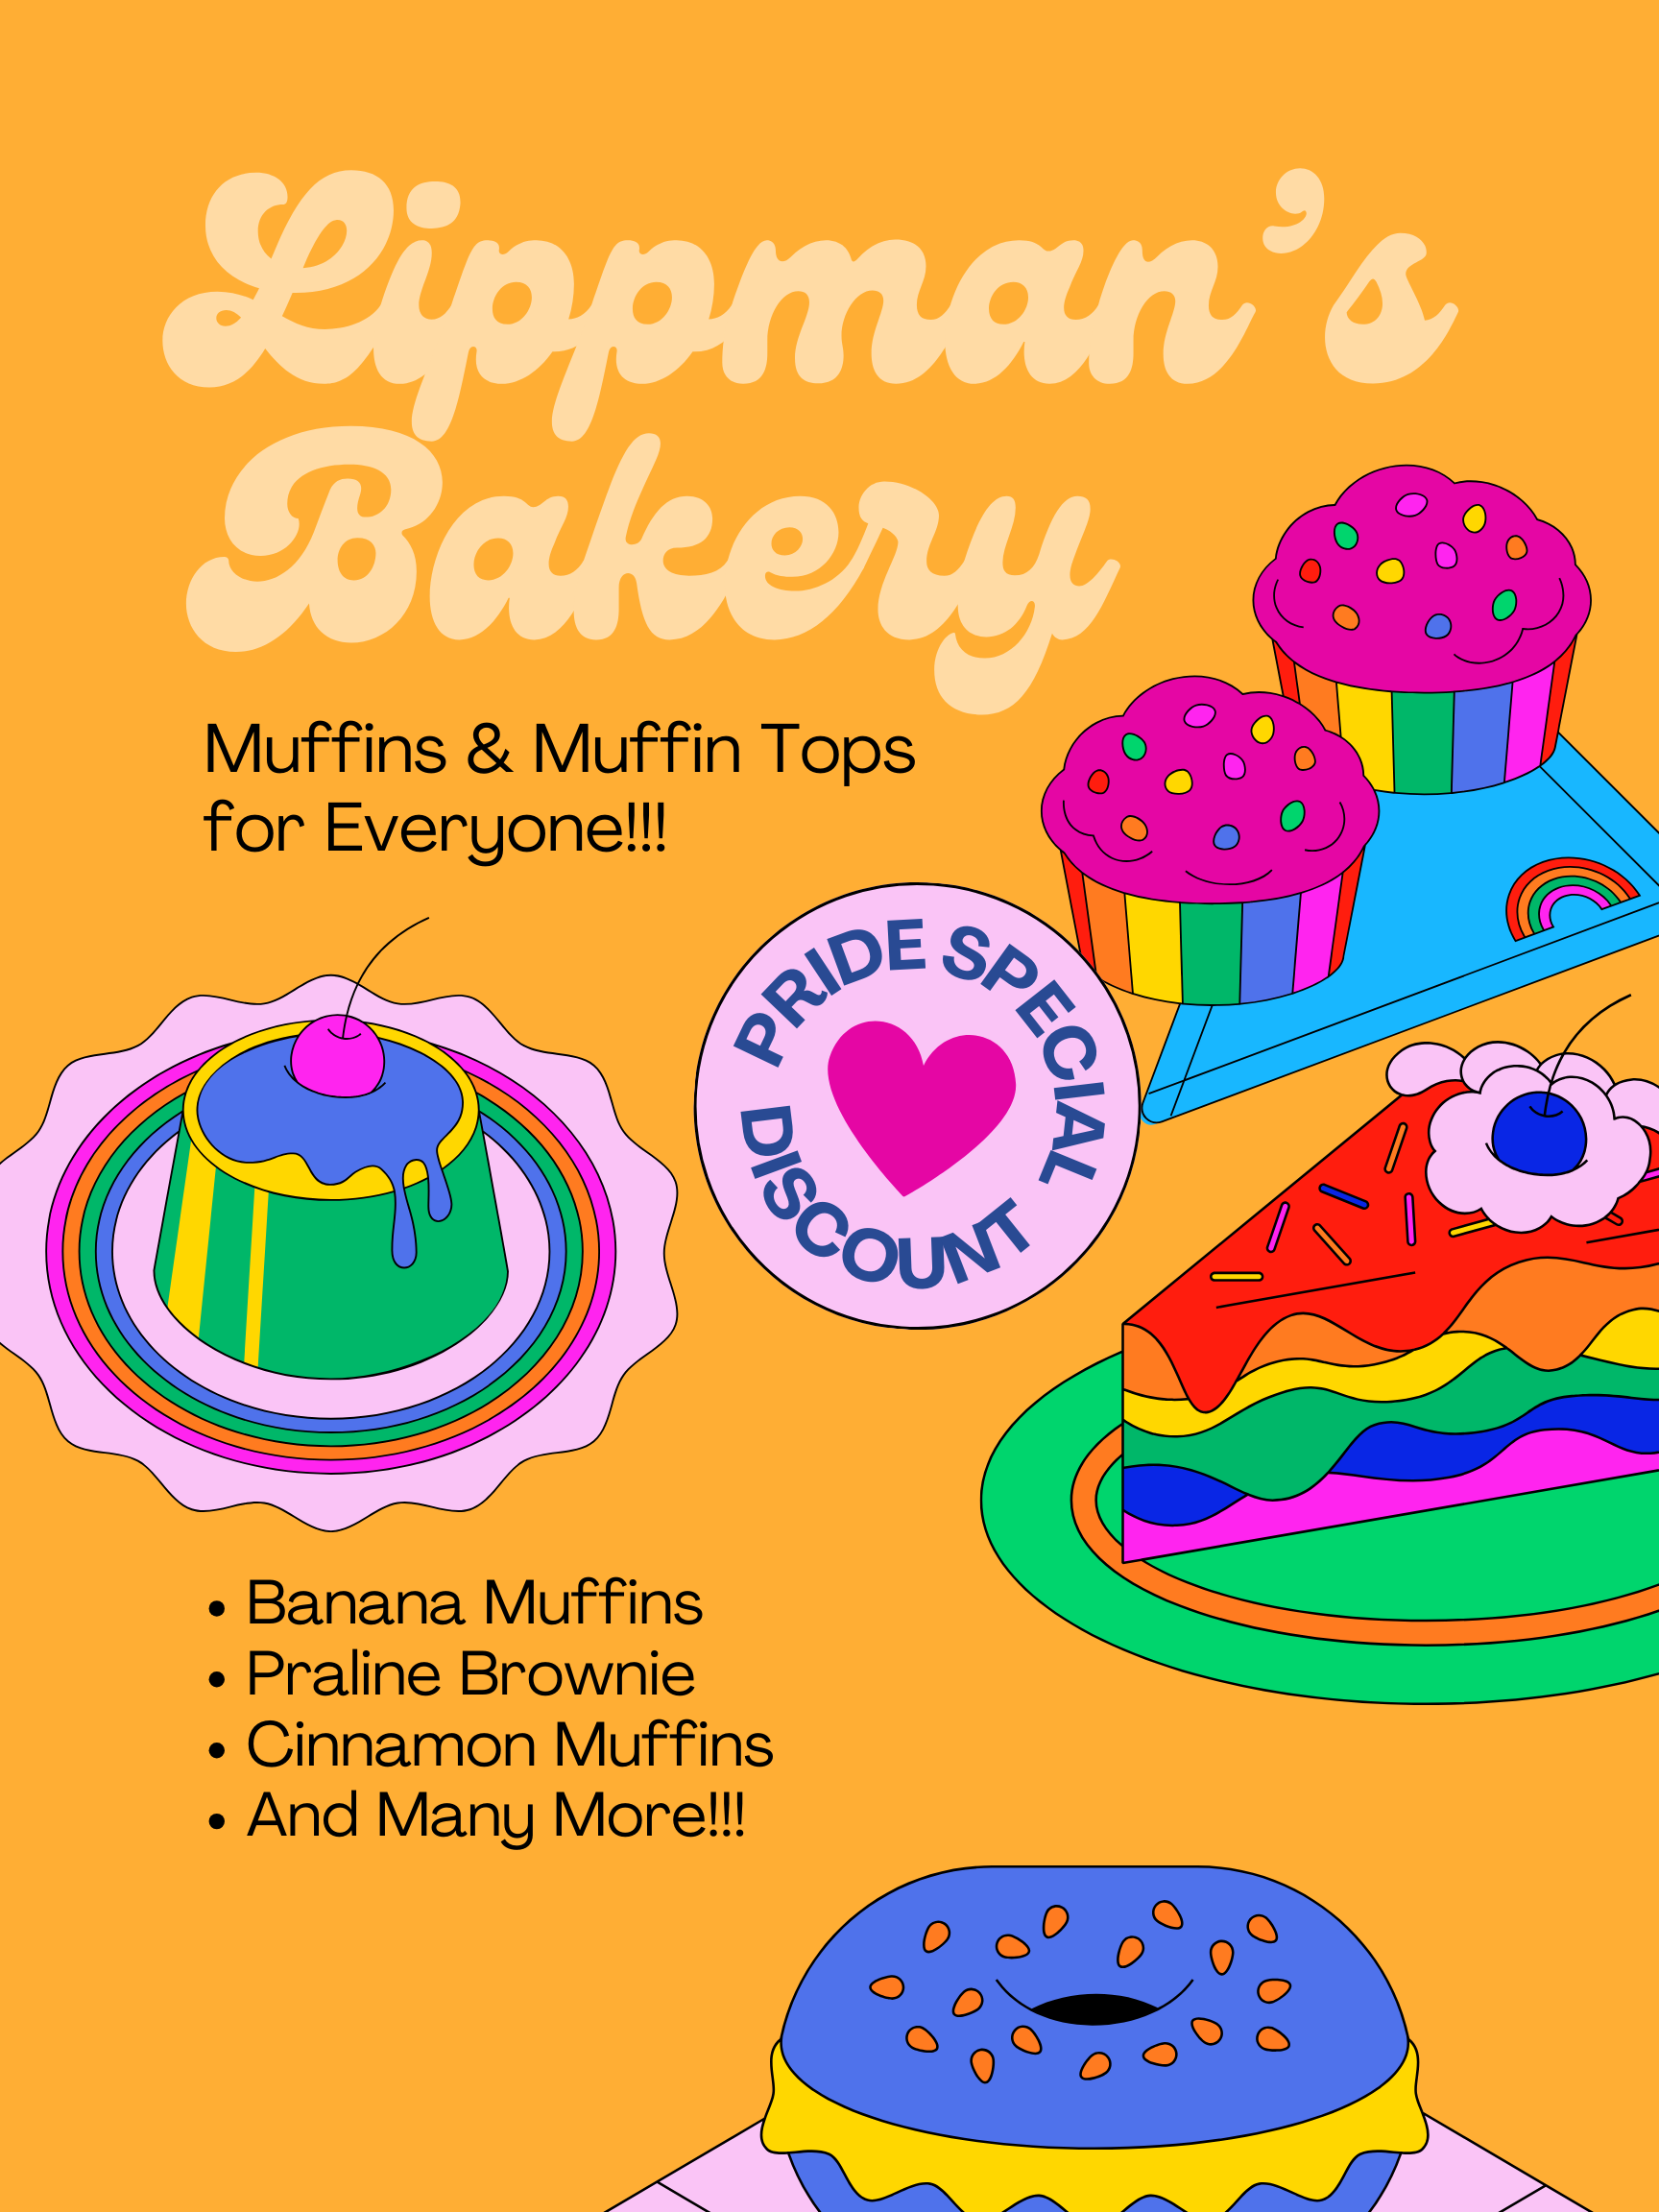 Lippman’s
Bakery
Muffins & Muffin Tops
for Everyone!!!
PRIDE SPECIAL
DISCOUNT
• Banana Muffins
• Praline Brownie
• Cinnamon Muffins
• And Many More!!!